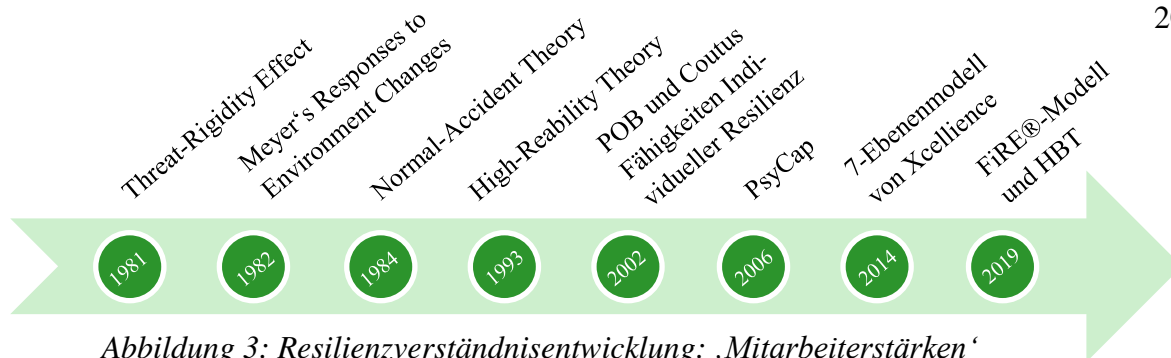 Threat-Rigidity Effect
Meyer‘s Responses to
Environment Changes
Normal-Accident Theory
High-Reability Theory
POB und Coutus
Fähigkeiten Indi-
vidueller Resilienz
PsyCap
7-Ebenenmodell
von Xcellience
FiRE®-Modell
und HBT
1981
1982
1984
1993
2002
2006
2014
2019
Abbildung 3: Resilienzverständnisentwicklung: ‚Mitarbeiterstärken‘